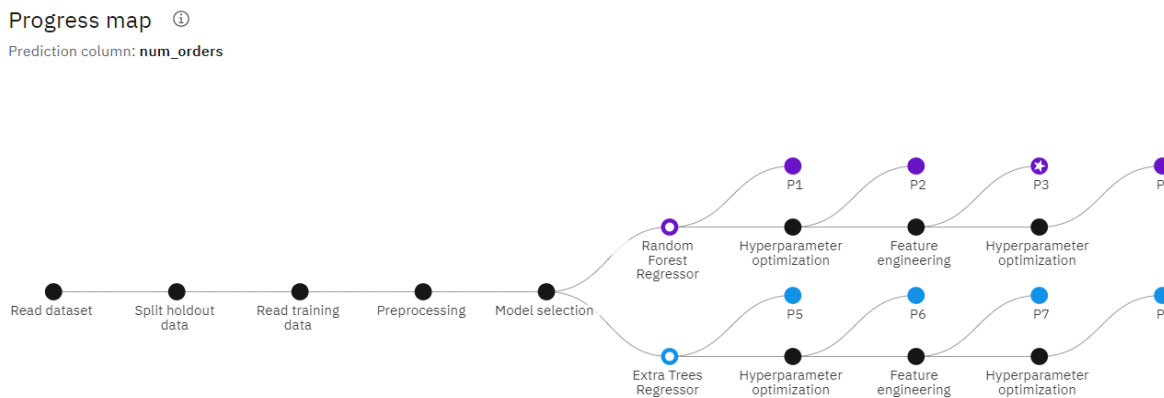 Progress map
Prediction column: num_orders
P1
P2
P3
P
Random
Forest
Regressor
Hyperparameter
optimization
Feature
engineering
Hyperparameter
optimization
Read dataset
Split holdout
data
Read training
data
Preprocessing
Model selection
P5
P6
P7
P
Extra Trees
Regressor
Hyperparameter
optimization
Feature
engineering
Hyperparameter
optimization